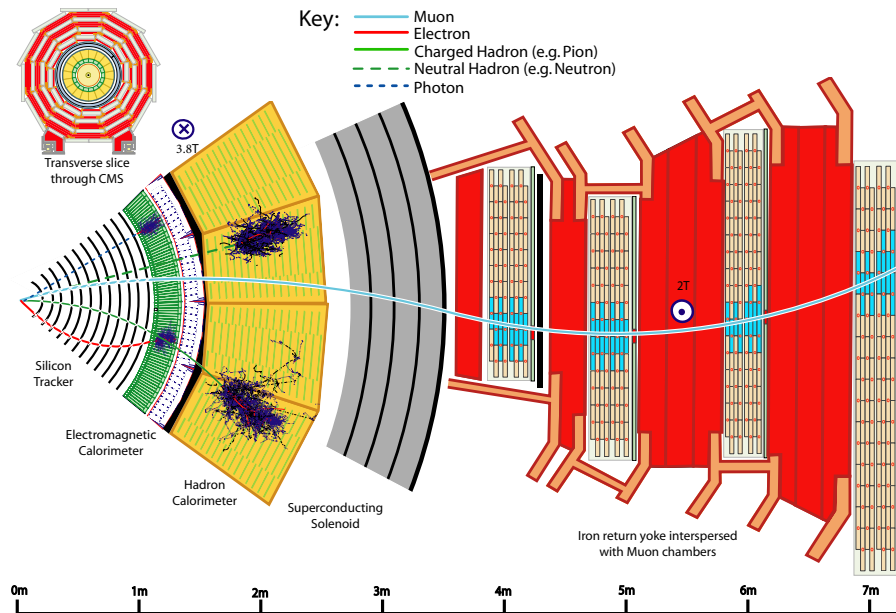 Key:
Muon
Electron
Charged Hadron (e.g. Pion)
Neutral Hadron (e.g. Neutron)
Photon
Transverse slice
through CMS
3.8T
2T
Silicon
Tracker
Electromagnetic
Calorimeter
Hadron
Calorimeter
Superconducting
Solenoid
Iron return yoke interspersed
with Muon chambers
0m 1m 2m 3m 4m 5m 6m 7m